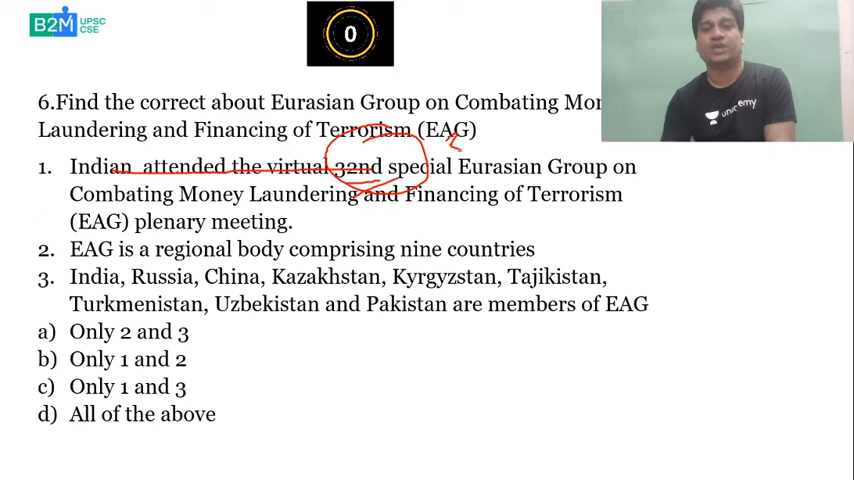 B2M UPSC
CSE
0
unacademy
6.Find the correct about Eurasian Group on Combating Mon
Laundering and Financing of Terrorism (EAG)
1. Indian attended the virtual 32nd special Eurasian Group on
Combating Money Laundering and Financing of Terrorism
(EAG) plenary meeting.
2. EAG is a regional body comprising nine countries
3. India, Russia, China, Kazakhstan, Kyrgyzstan, Tajikistan,
Turkmenistan, Uzbekistan and Pakistan are members of EAG
a) Only 2 and 3
b) Only 1 and 2
c) Only 1 and 3
d) All of the above